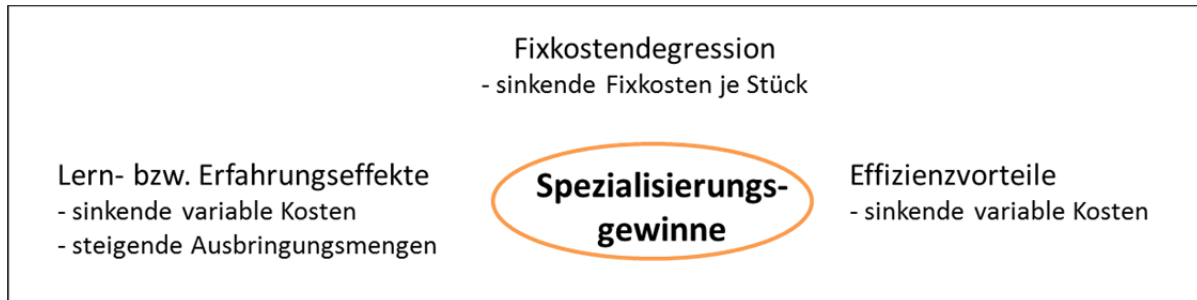 Fixkostendegression
- sinkende Fixkosten je Stück
Lern- bzw. Erfahrungseffekte
- sinkende variable Kosten
- steigende Ausbringungsmengen
Spezialisierungs-
gewinne
Effizienzvorteile
- sinkende variable Kosten